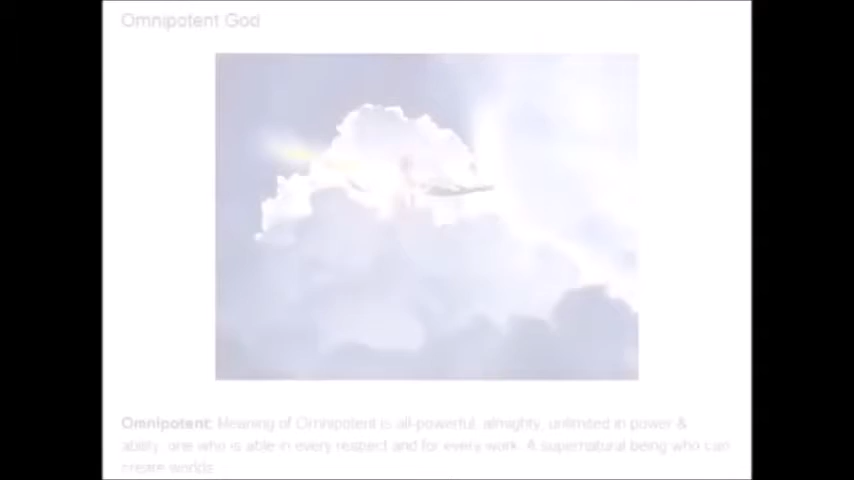 Omnipotent God
Omnipotent: Meaning of Omnipotent is all-powerful, almighty, unlimited in power &
ability; one who is able in every respect and for every work. A supernatural being who can
create worlds